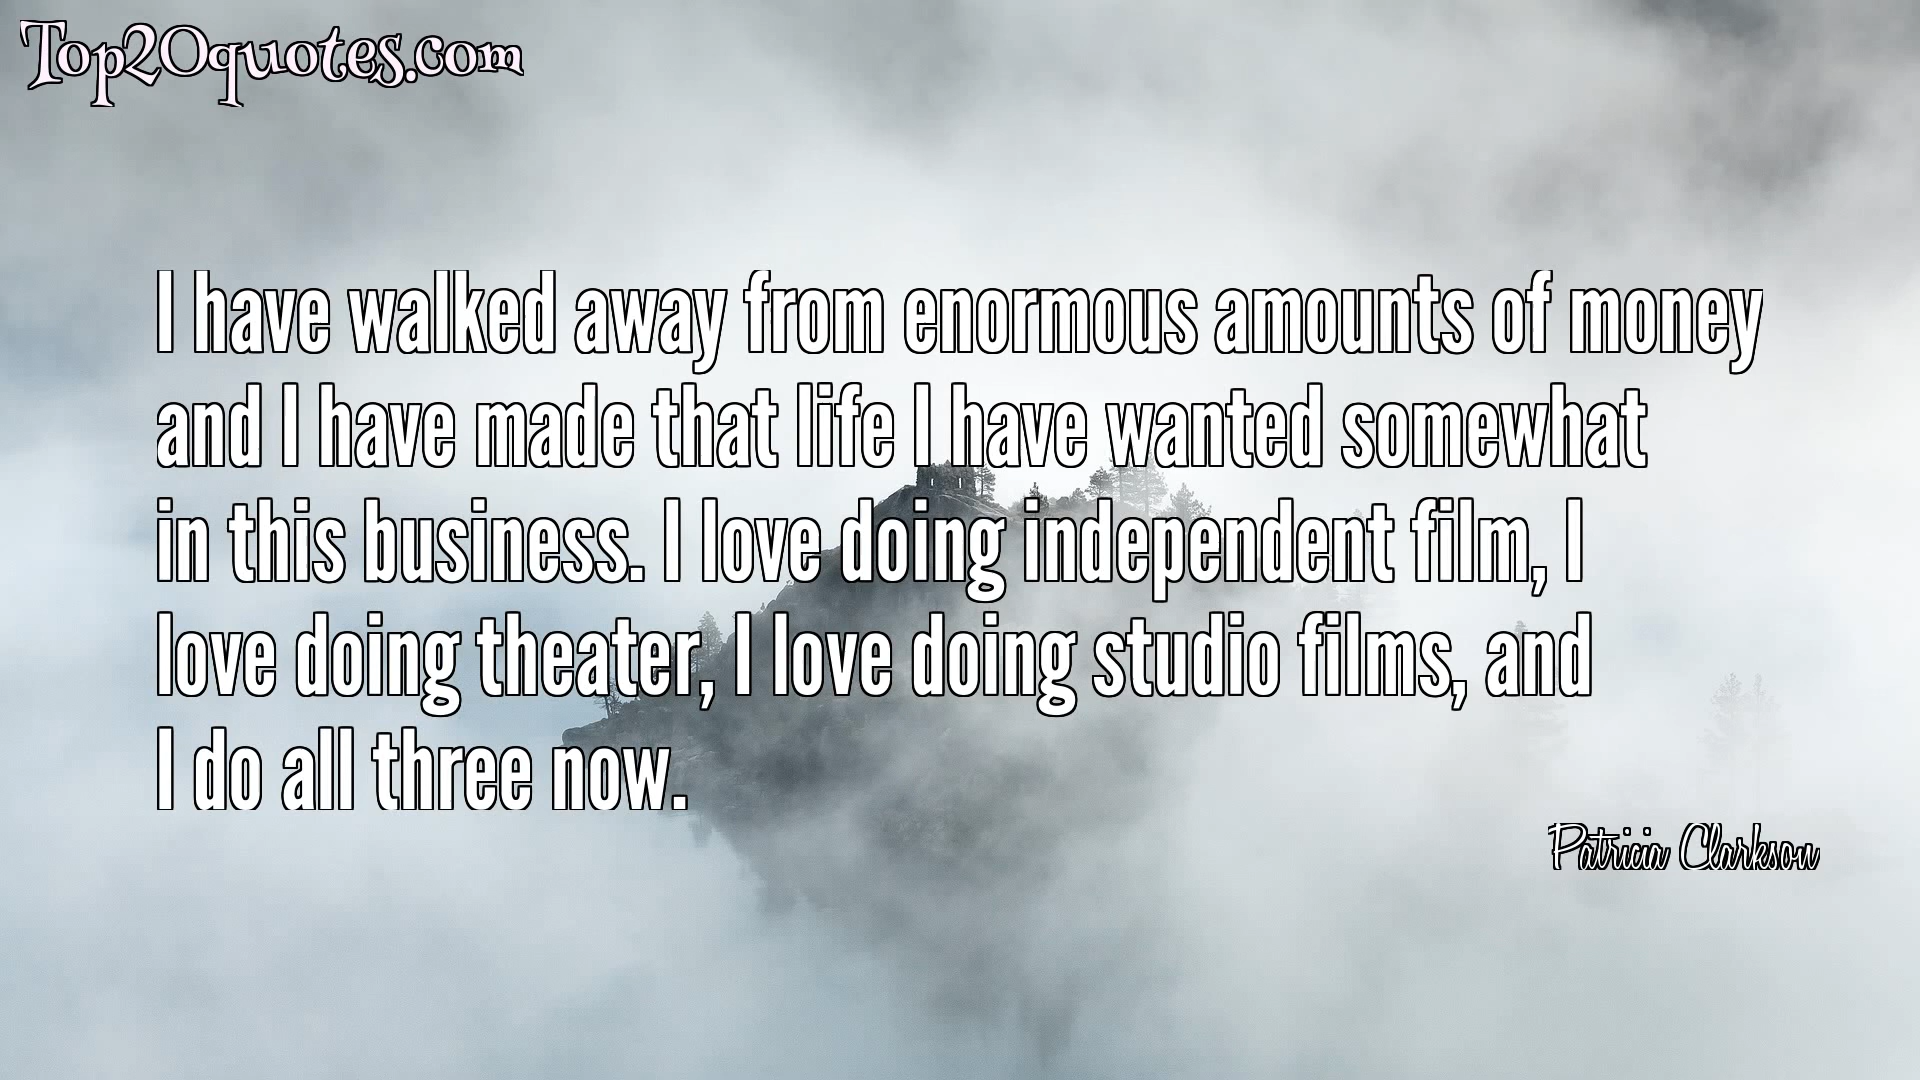 Top20quotes.com
I have walked away from enormous amounts of money
and I have made that life I have wanted somewhat
in this business. I love doing independent film, I
love doing theater, I love doing studio films, and
I do all three now.
Patricia Clarkson